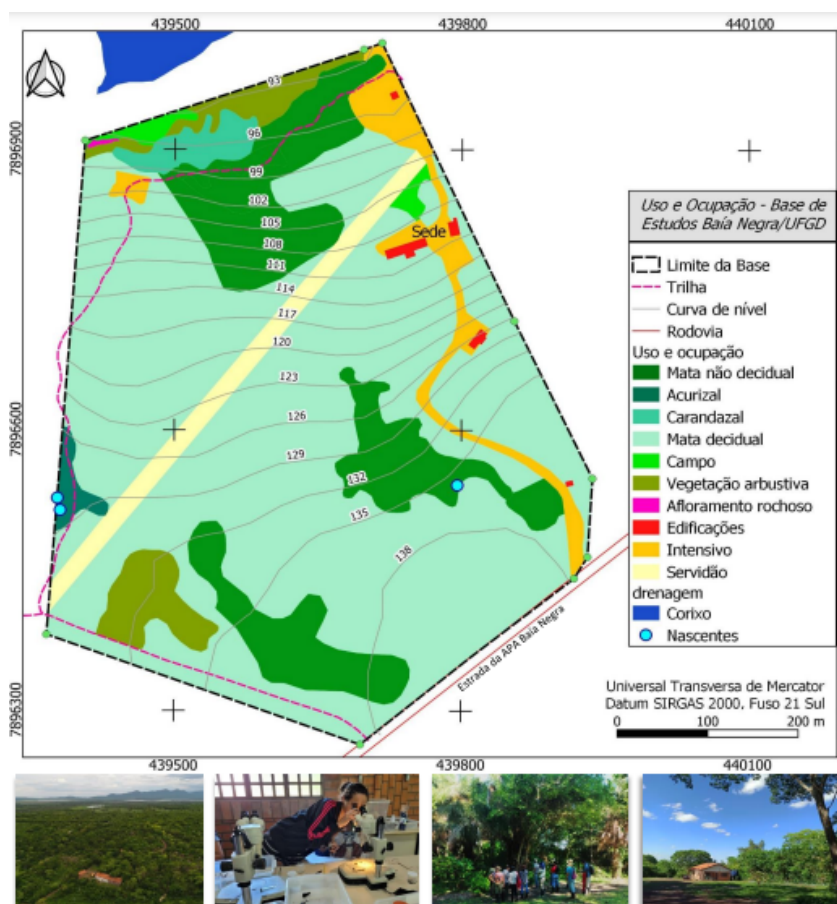 439500
439800
440100
93
7896900
96
99
102
105
108
111
114
117
120
123
126
129
132
135
138
Sede
7896600
7896300
Estrada da APA Baía Negra
Uso e Ocupação - Base de
Estudos Baía Negra/UFGD
Limite da Base
Trilha
Curva de nível
Rodovia
Uso e ocupação
Mata não decidual
Acurizal
Carandazal
Mata decidual
Campo
Vegetação arbustiva
Afloramento rochoso
Edificações
Intensivo
Servidão
drenagem
Corixo
Nascentes
Universal Transversa de Mercator
Datum SIRGAS 2000, Fuso 21 Sul
0 100 200 m
439500
439800
440100